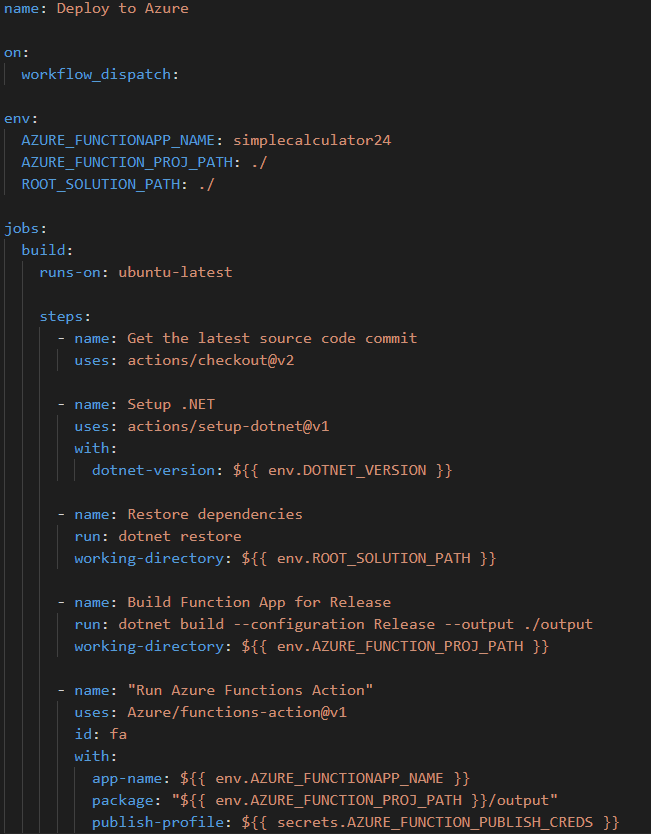 name: Deploy to Azure
on:
workflow_dispatch:
env:
AZURE_FUNCTIONAPP_NAME: simplecalculator24
AZURE_FUNCTION_PROJ_PATH: ./
ROOT_SOLUTION_PATH: ./
jobs:
build:
runs-on: ubuntu-latest
steps:
- name: Get the latest source code commit
uses: actions/checkout@v2
- name: Setup .NET
uses: actions/setup-dotnet@v1
with:
dotnet-version: ${{ env.DOTNET_VERSION }}
- name: Restore dependencies
run: dotnet restore
working-directory: ${{ env.ROOT_SOLUTION_PATH }}
- name: Build Function App for Release
run: dotnet build --configuration Release --output ./output
working-directory: ${{ env.AZURE_FUNCTION_PROJ_PATH }}
- name: "Run Azure Functions Action"
uses: Azure/functions-action@v1
id: fa
with:
app-name: ${{ env.AZURE_FUNCTIONAPP_NAME }}
package: "${{ env.AZURE_FUNCTION_PROJ_PATH }}/output"
publish-profile: ${{ secrets.AZURE_FUNCTION_PUBLISH_CREDS }}